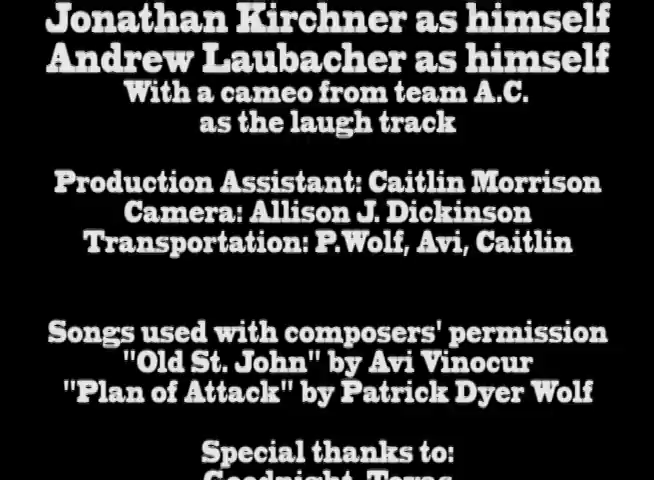 Jonathan Kirchner as himself
Andrew Laubacher as himself
With a cameo from team A.C.
as the laugh track
Production Assistant: Caitlin Morrison
Camera: Allison J. Dickinson
Transportation: P.Wolf, Avi, Caitlin
Songs used with composers' permission
"Old St. John" by Avi Vinocur
"Plan of Attack" by Patrick Dyer Wolf
Special thanks to:
Goodnight, Texas